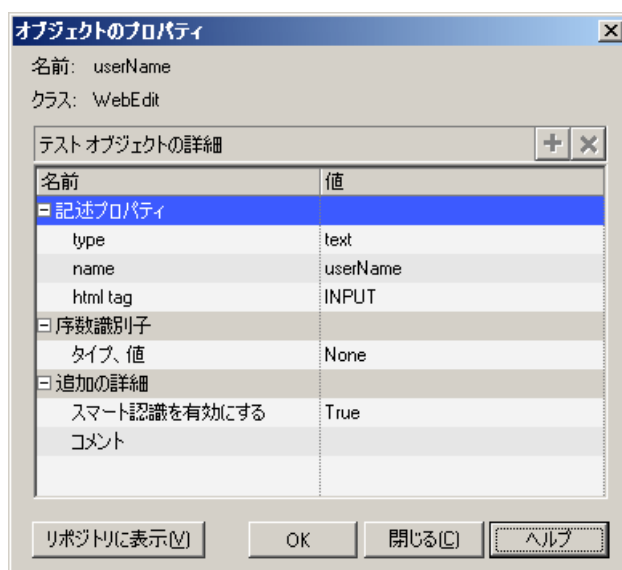 オブジェクトのプロパティ
名前: userName
クラス: WebEdit
テスト オブジェクトの詳細
名前 値
記述プロパティ
type text
name userName
html tag INPUT
序数識別子
タイプ、値 None
追加の詳細
スマート認識を有効にする True
コメント
リポジトリに表示(V) OK 閉じる(C) ヘルプ